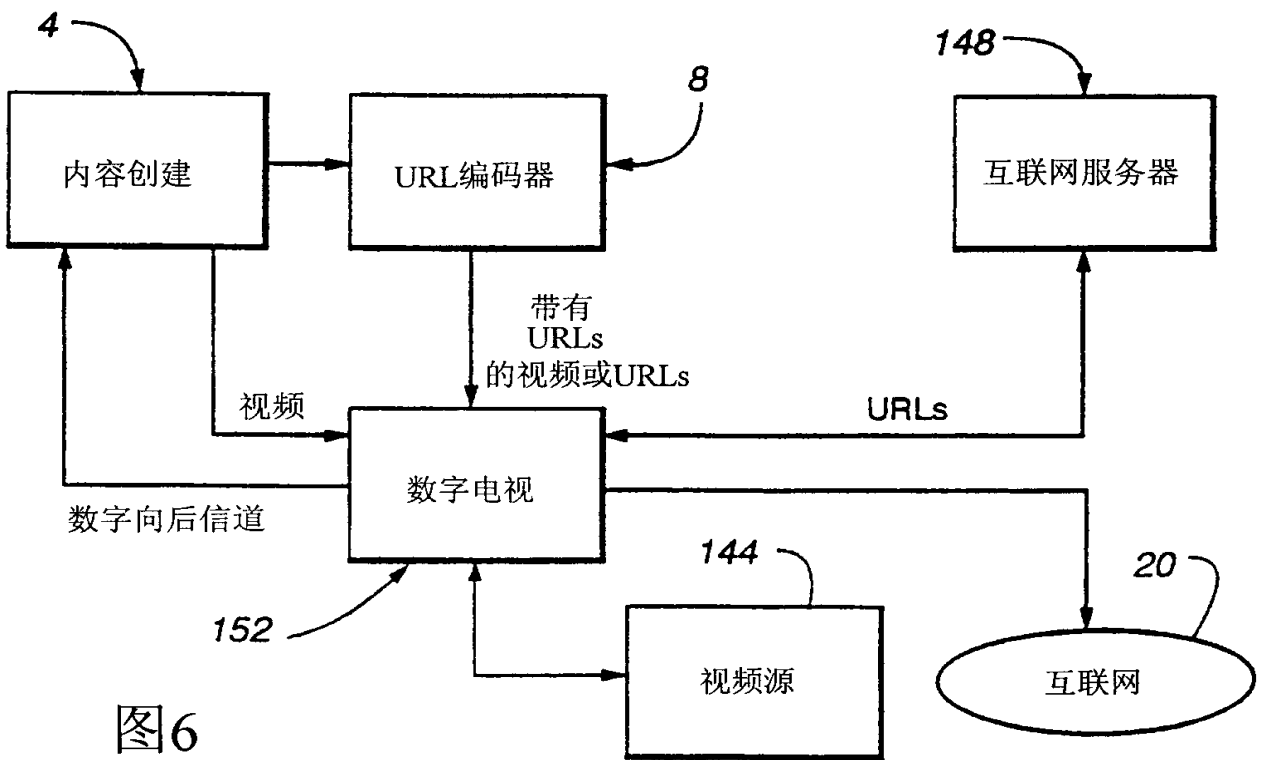 4
148
8
内容创建
URL编码器
互联网服务器
带有
URLs
的视频或URLs
视频
URLs
数字电视
数字向后信道
144
20
152
视频源
互联网
图6